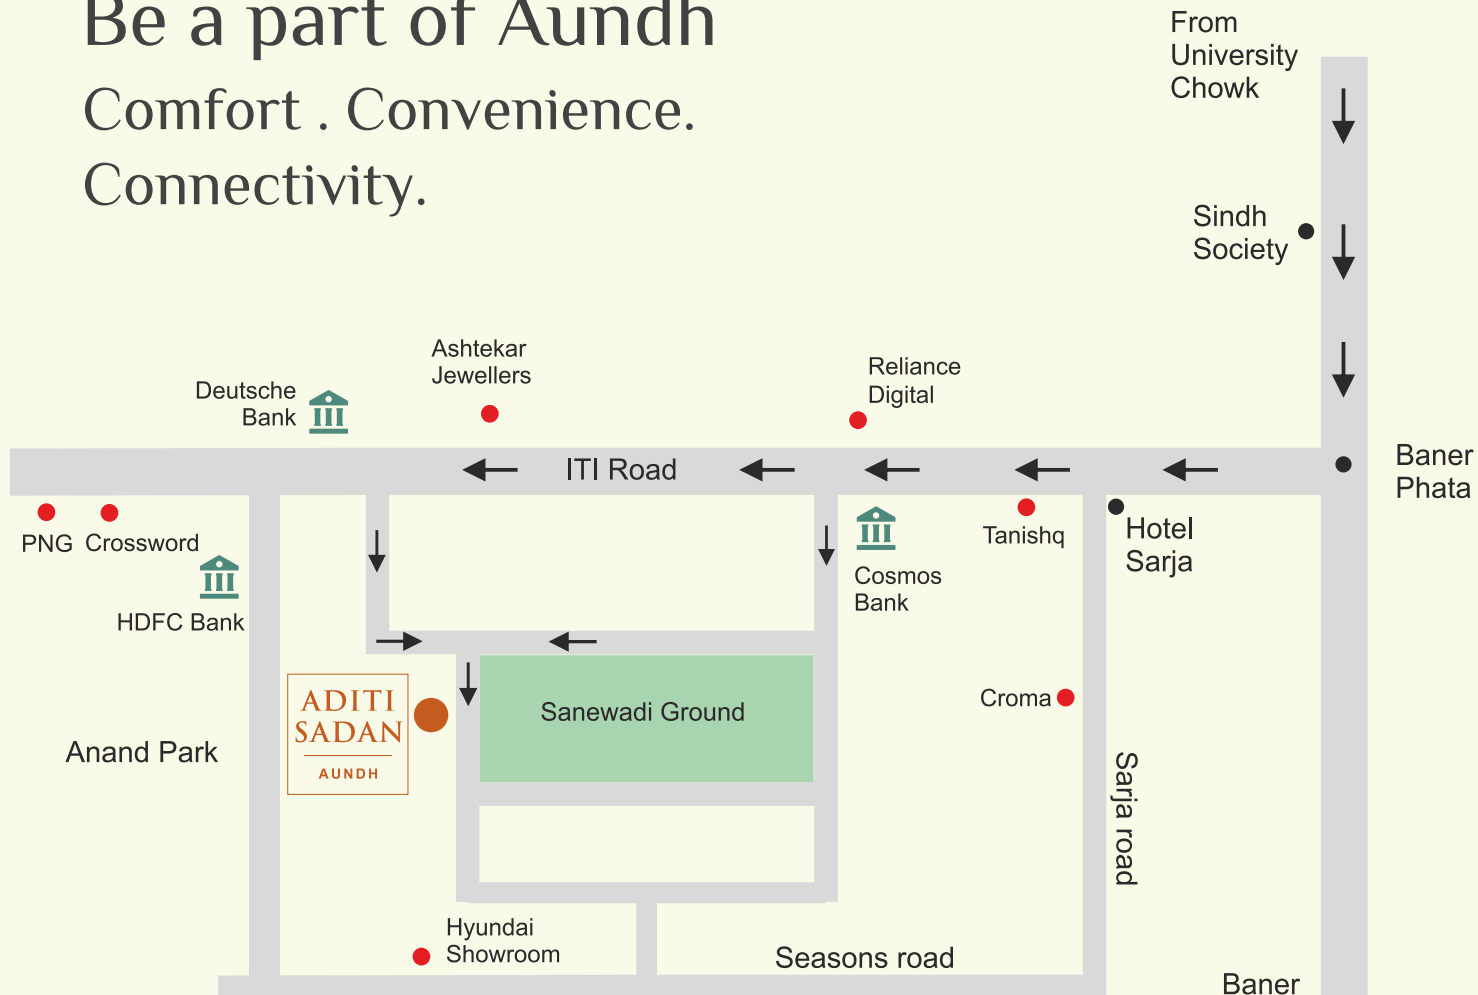 Be a part of Aundh
Comfort . Convenience.
Connectivity.
From
University
Chowk
Sindh
Society
Ashtekar
Jewellers
Reliance
Digital
Deutsche
Bank
ITI Road
Baner
Phata
PNG
Crossword
HDFC Bank
Cosmos
Bank
Tanishq
Hotel
Sarja
ADITI
SADAN
AUNDH
Sanewadi Ground
Croma
Anand Park
Sarja road
Hyundai
Showroom
Seasons road
Baner